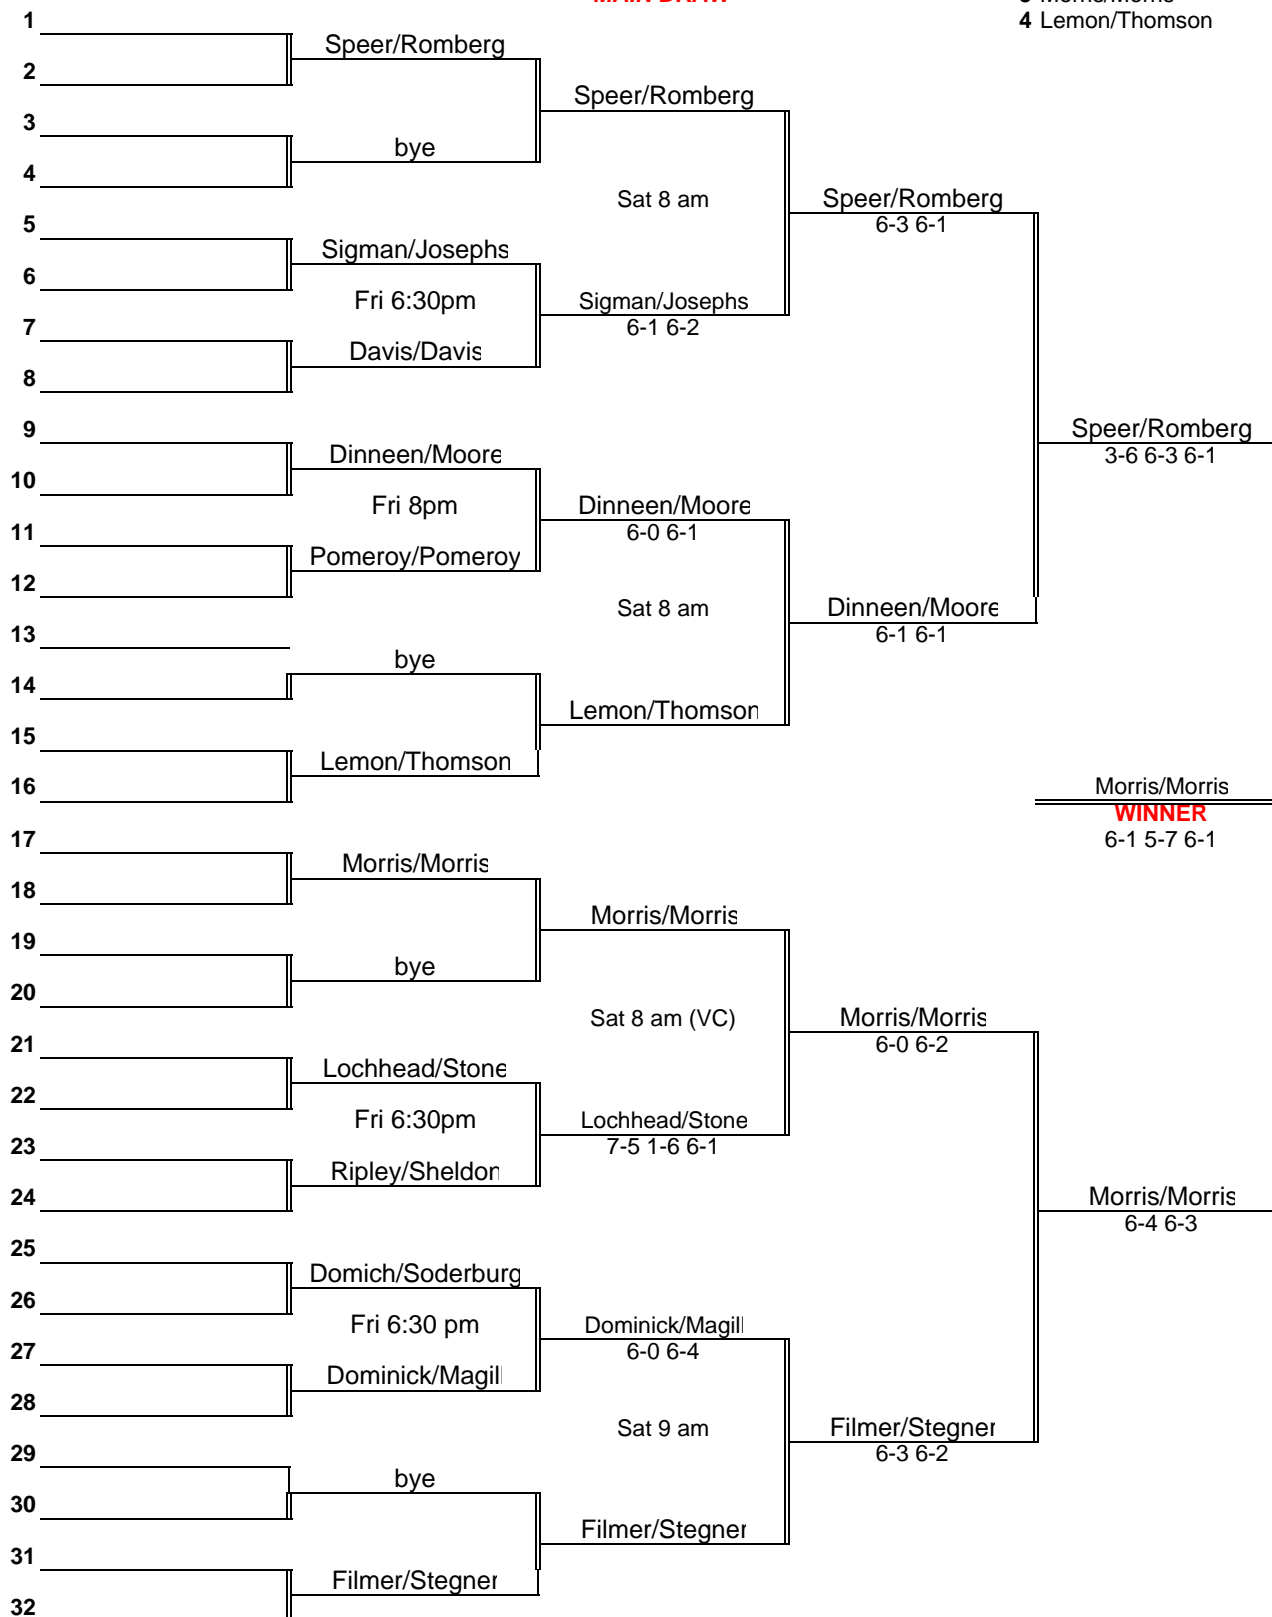 MAIN DRAW
3 Morris/Morris
4 Lemon/Thomson
1
Speer/Romberg
2
Speer/Romberg
3
bye
4
Sat 8 am
Speer/Romberg
6-3 6-1
5
Sigman/Josephs
6
Fri 6:30pm
Sigman/Josephs
6-1 6-2
7
Davis/Davis
8
9
Speer/Romberg
3-6 6-3 6-1
Dinneen/Moore
10
Fri 8pm
Dinneen/Moore
6-0 6-1
11
Pomeroy/Pomeroy
12
Sat 8 am
Dinneen/Moore
6-1 6-1
13
bye
14
Lemon/Thomson
15
Lemon/Thomson
16
Morris/Morris
WINNER
6-1 5-7 6-1
17
Morris/Morris
18
Morris/Morris
19
bye
20
Sat 8 am (VC)
Morris/Morris
6-0 6-2
21
Lochhead/Stone
22
Fri 6:30pm
Lochhead/Stone
7-5 1-6 6-1
23
Ripley/Sheldon
24
Morris/Morris
6-4 6-3
25
Domich/Soderburg
26
Fri 6:30 pm
Dominick/Magill
6-0 6-4
27
Dominick/Magill
28
Sat 9 am
Filmer/Stegner
6-3 6-2
29
bye
30
Filmer/Stegner
31
Filmer/Stegner
32